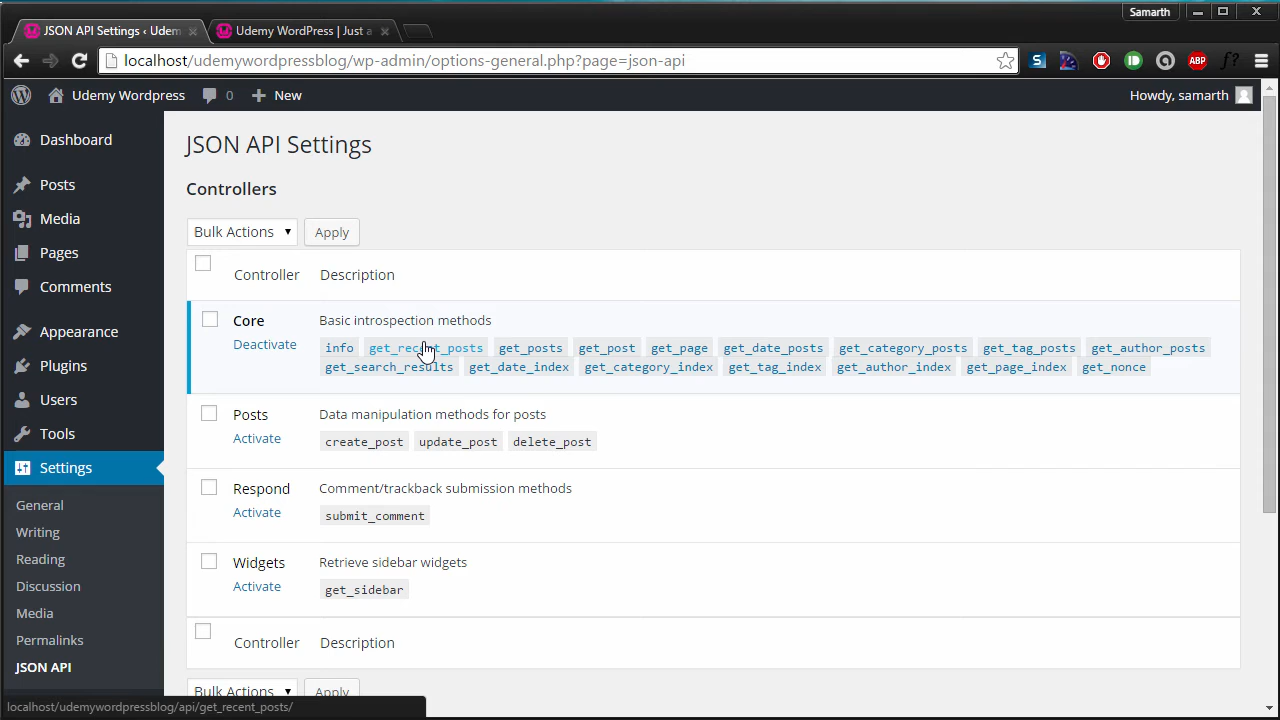 Samarth
JSON API Settings ‹ Udem
Udemy WordPress | Just a
localhost/udemywordpressblog/wp-admin/options-general.php?page=json-api
S
ABP
f?
Udemy Wordpress
0
New
Howdy, samarth
Dashboard
Posts
Media
Pages
Comments
Appearance
Plugins
Users
Tools
Settings
General
Writing
Reading
Discussion
Media
Permalinks
JSON API
JSON API Settings
Controllers
Bulk Actions Apply
Controller Description
Core Basic introspection methods
Deactivate info get_recent_posts get_posts get_post get_page get_date_posts get_category_posts get_tag_posts get_author_posts
get_search_results get_date_index get_category_index get_tag_index get_author_index get_page_index get_nonce
Posts Data manipulation methods for posts
Activate create_post update_post delete_post
Respond Comment/trackback submission methods
Activate submit_comment
Widgets Retrieve sidebar widgets
Activate get_sidebar
Controller Description
Bulk Actions Apply
localhost/udemywordpressblog/api/get_recent_posts/